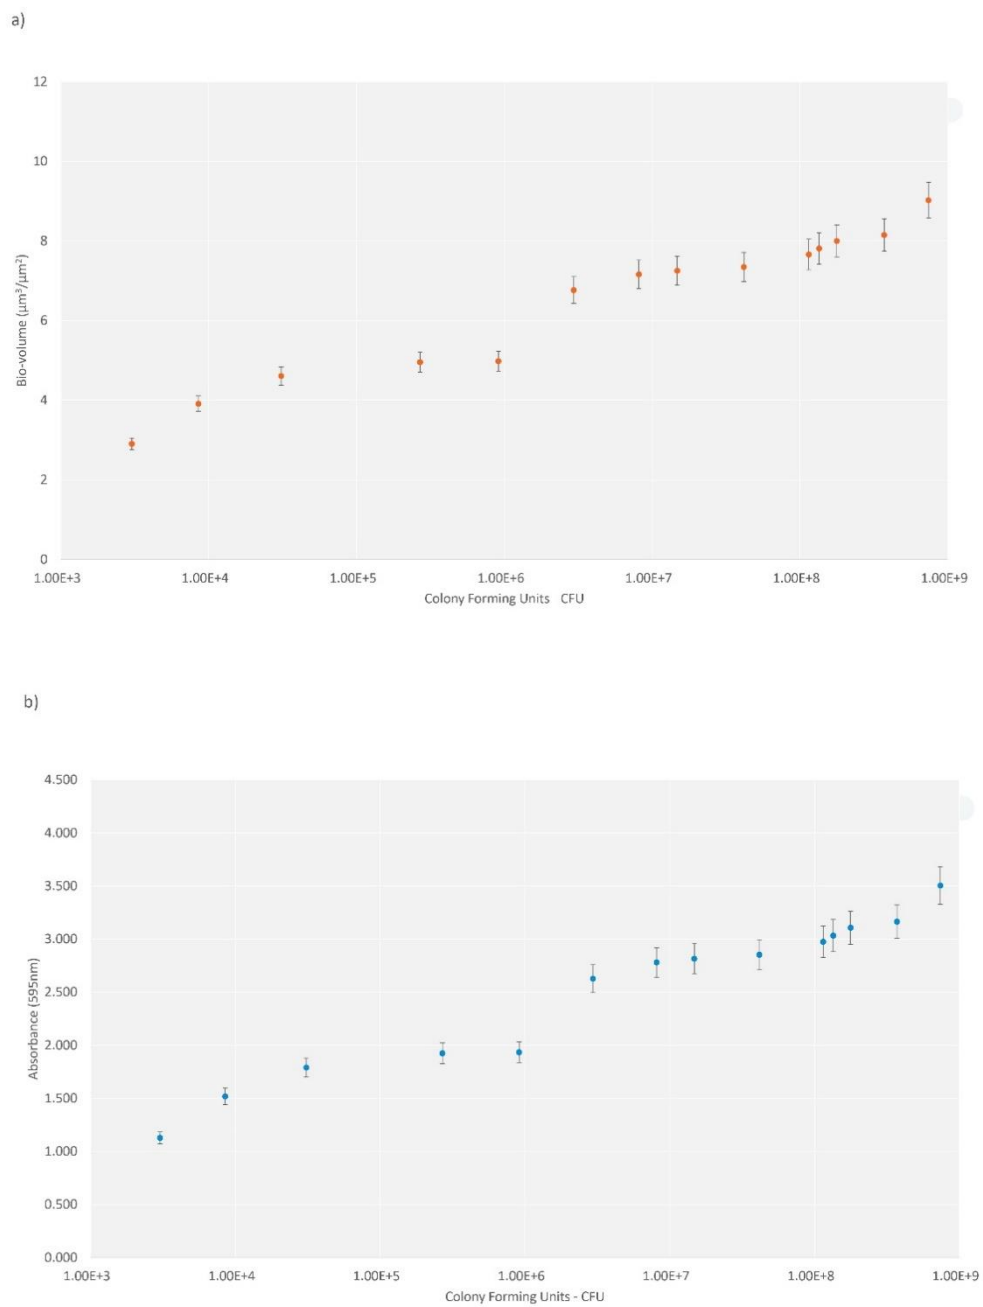 a)
12
10
8
6
4
2
0
Bio-volume (μm³/μm²)
1.00E+3 1.00E+4 1.00E+5 1.00E+6 1.00E+7 1.00E+8 1.00E+9
Colony Forming Units CFU
b)
4.500
4.000
3.500
3.000
2.500
2.000
1.500
1.000
0.500
0.000
Absorbance (595nm)
1.00E+3 1.00E+4 1.00E+5 1.00E+6 1.00E+7 1.00E+8 1.00E+9
Colony Forming Units - CFU